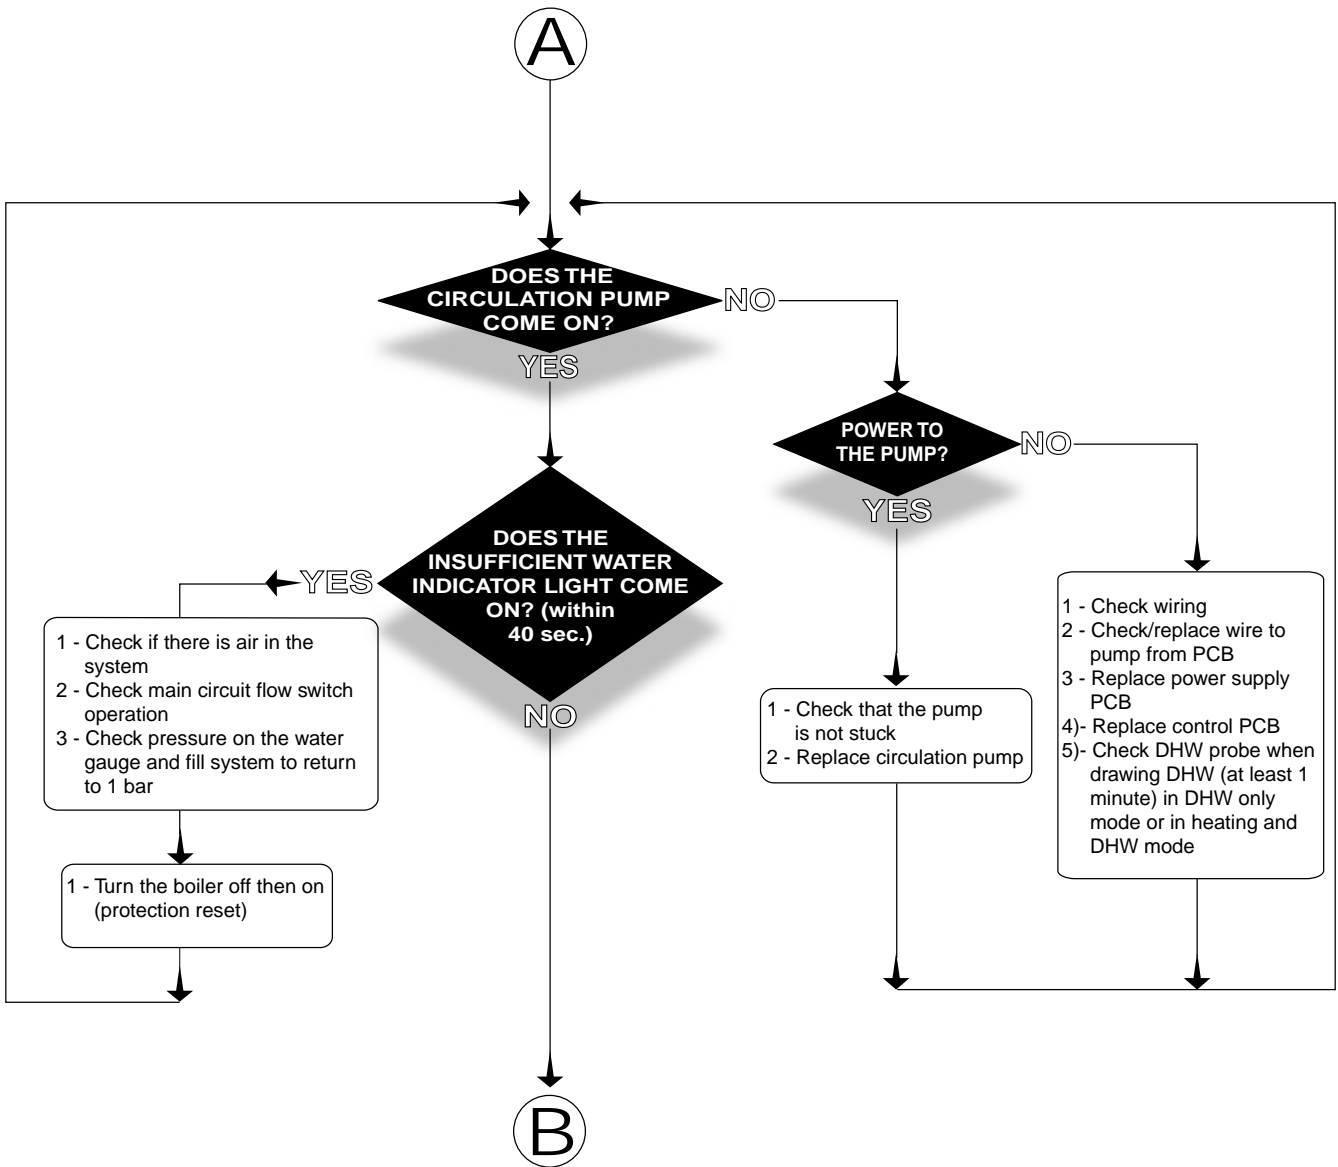 A
DOES THE
CIRCULATION PUMP
COME ON?
NO
YES
POWER TO
THE PUMP?
NO
YES
DOES THE
INSUFFICIENT WATER
INDICATOR LIGHT COME
ON? (within
40 sec.)
YES
NO
1 - Check if there is air in the
system
2 - Check main circuit flow switch
operation
3 - Check pressure on the water
gauge and fill system to return
to 1 bar
1 - Turn the boiler off then on
(protection reset)
1 - Check that the pump
is not stuck
2 - Replace circulation pump
1 - Check wiring
2 - Check/replace wire to
pump from PCB
3 - Replace power supply
PCB
4)- Replace control PCB
5)- Check DHW probe when
drawing DHW (at least 1
minute) in DHW only
mode or in heating and
DHW mode
B